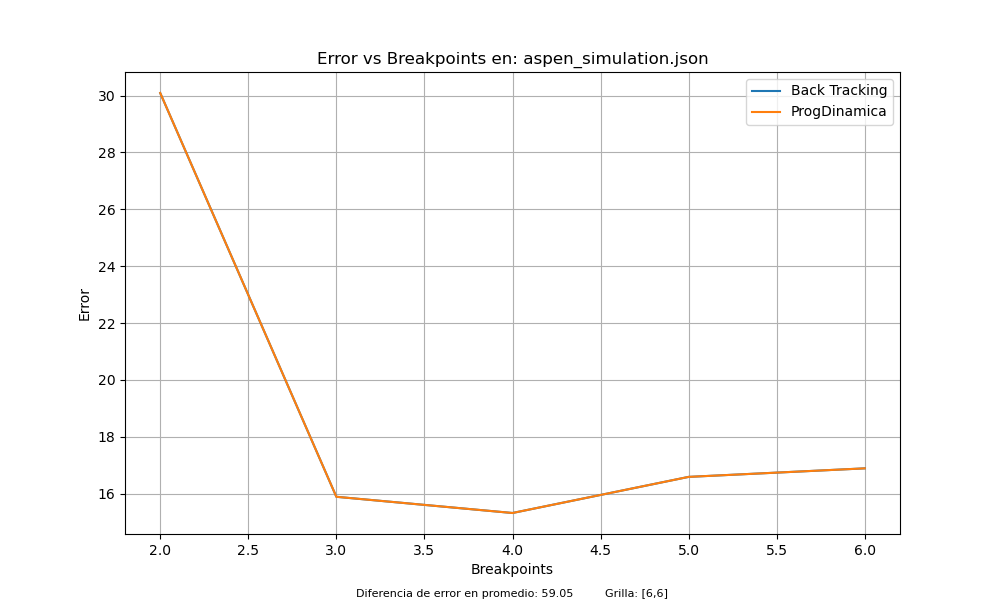 Error vs Breakpoints en: aspen_simulation.json
Back Tracking
ProgDinamica
30
28
26
24
22
20
18
16
Error
2.0 2.5 3.0 3.5 4.0 4.5 5.0 5.5 6.0
Breakpoints
Diferencia de error en promedio: 59.05 Grilla: [6,6]